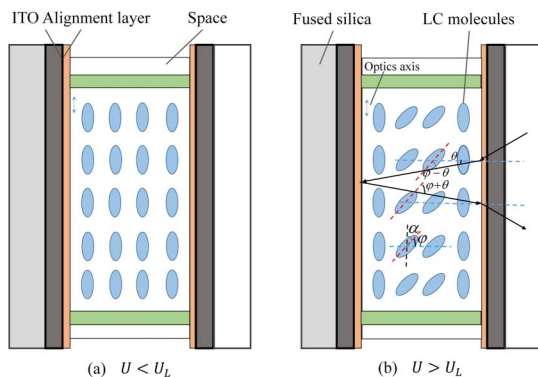 ITO Alignment layer
Space
Fused silica
LC molecules
Optics axis
θ
φ−θ
φ+θ
α
φ
(a) U < U_L
(b) U > U_L